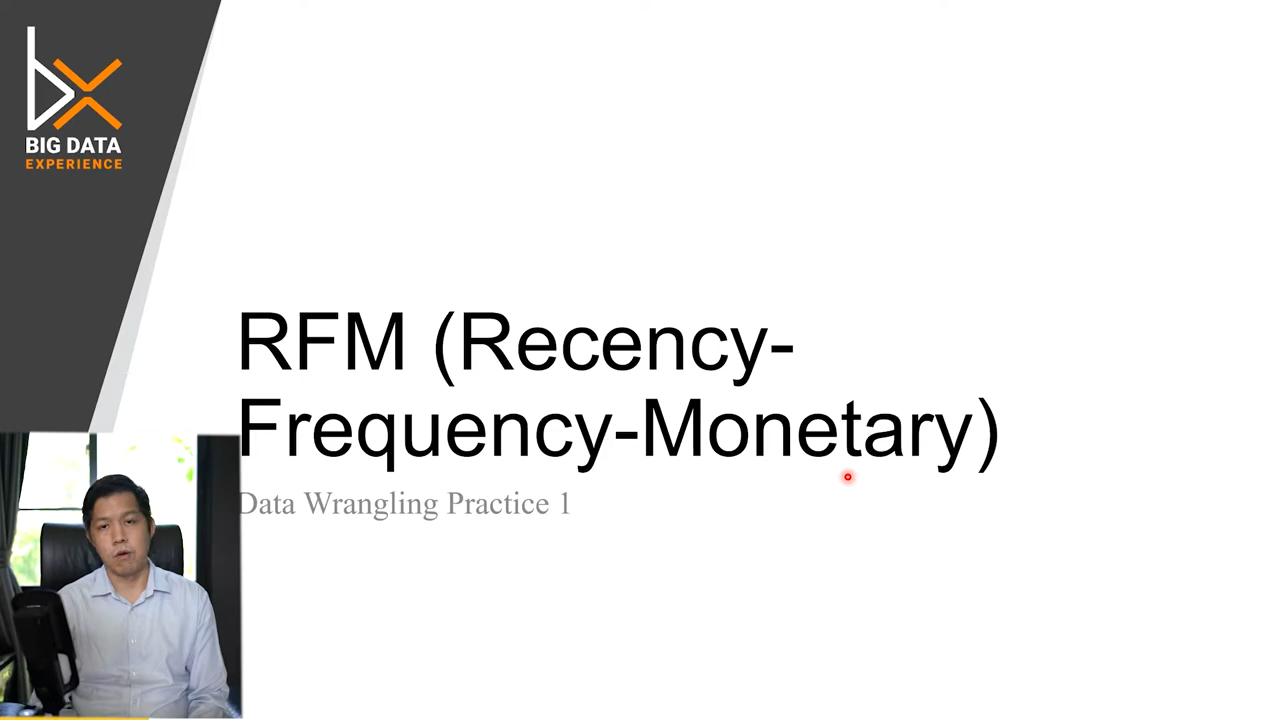 BIG DATA
EXPERIENCE
RFM (Recency-
Frequency-Monetary)
Data Wrangling Practice 1